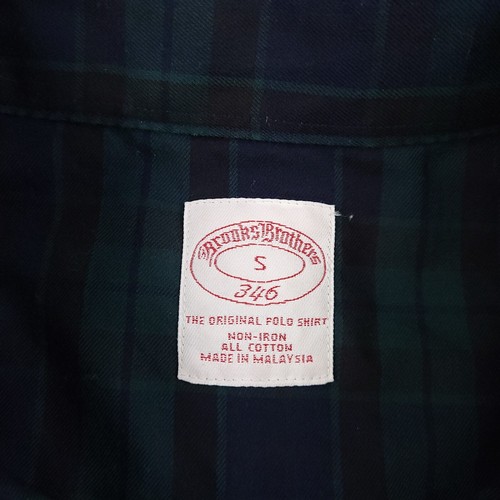 Brooks Brothers
S
346
THE ORIGINAL POLO SHIRT
NON-IRON
ALL COTTON
MADE IN MALAYSIA